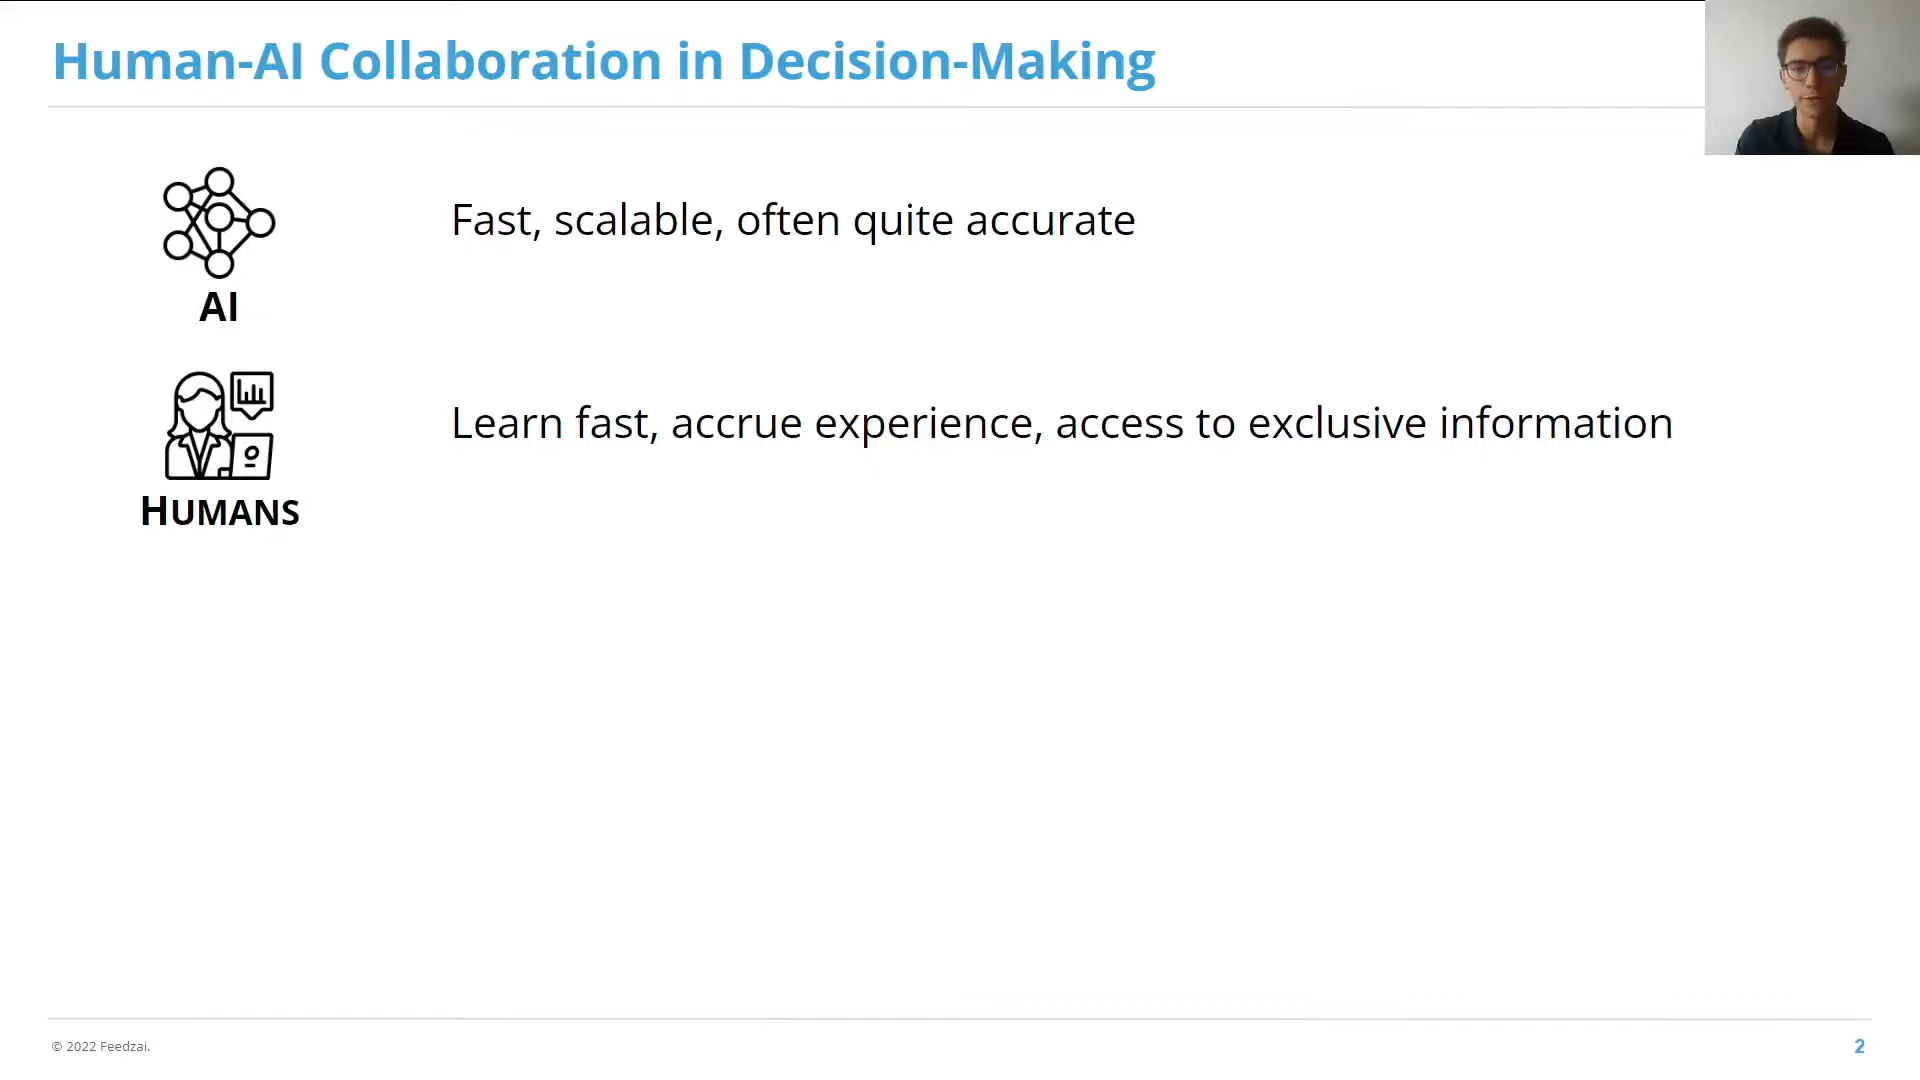 Human-AI Collaboration in Decision-Making
Fast, scalable, often quite accurate
AI
Learn fast, accrue experience, access to exclusive information
HUMANS
© 2022 Feedzai.
2